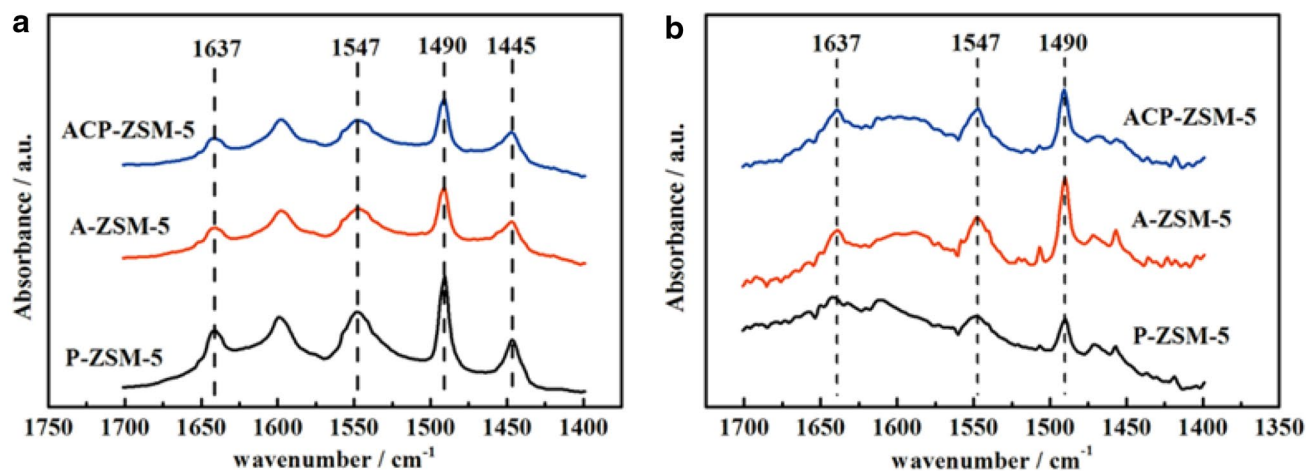 a
1637 1547 1490 1445
ACP-ZSM-5
A-ZSM-5
P-ZSM-5
Absorbance / a.u.
1750 1700 1650 1600 1550 1500 1450 1400
wavenumber / cm⁻¹
b
1637 1547 1490
ACP-ZSM-5
A-ZSM-5
P-ZSM-5
Absorbance / a.u.
1700 1650 1600 1550 1500 1450 1400 1350
wavenumber / cm⁻¹